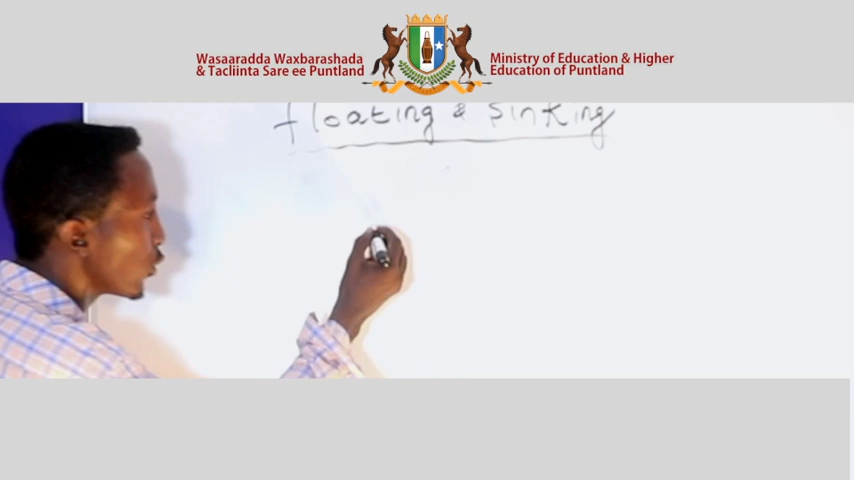 Wasaaradda Waxbarashada
& Tacliinta Sare ee Puntland
Ministry of Education & Higher
Education of Puntland
floating & Sinking